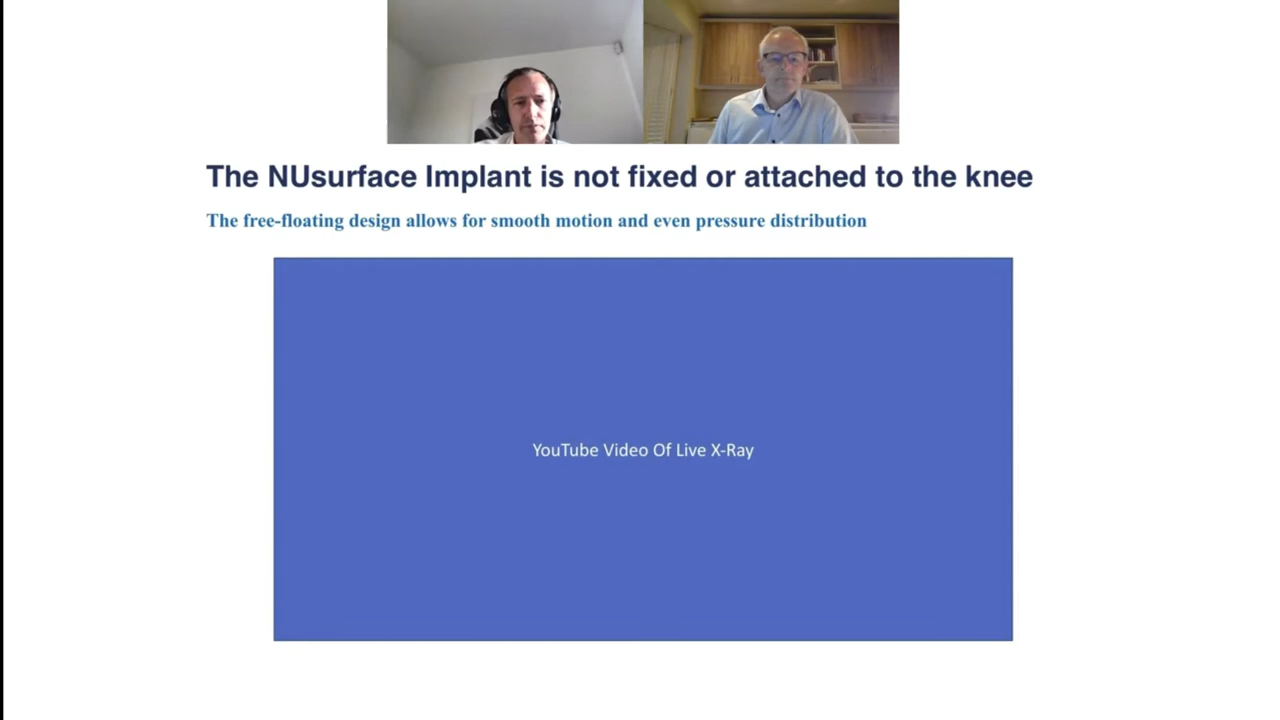 The NUsurface Implant is not fixed or attached to the knee
The free-floating design allows for smooth motion and even pressure distribution
YouTube Video Of Live X-Ray